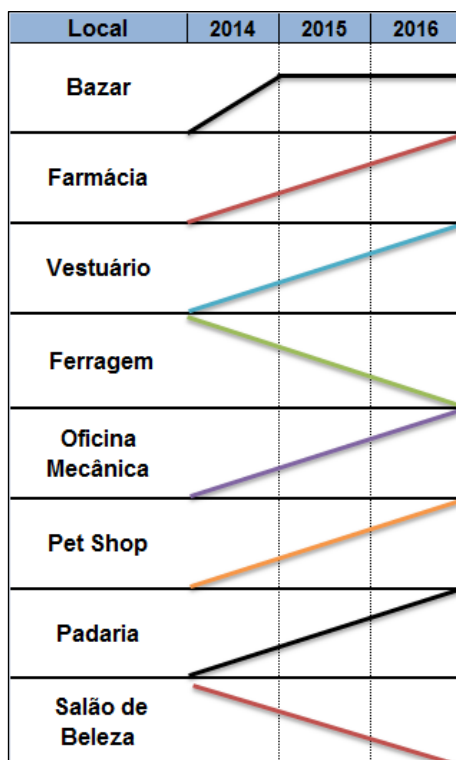 Local 2014 2015 2016
Bazar
Farmácia
Vestuário
Ferragem
Oficina
Mecânica
Pet Shop
Padaria
Salão de
Beleza